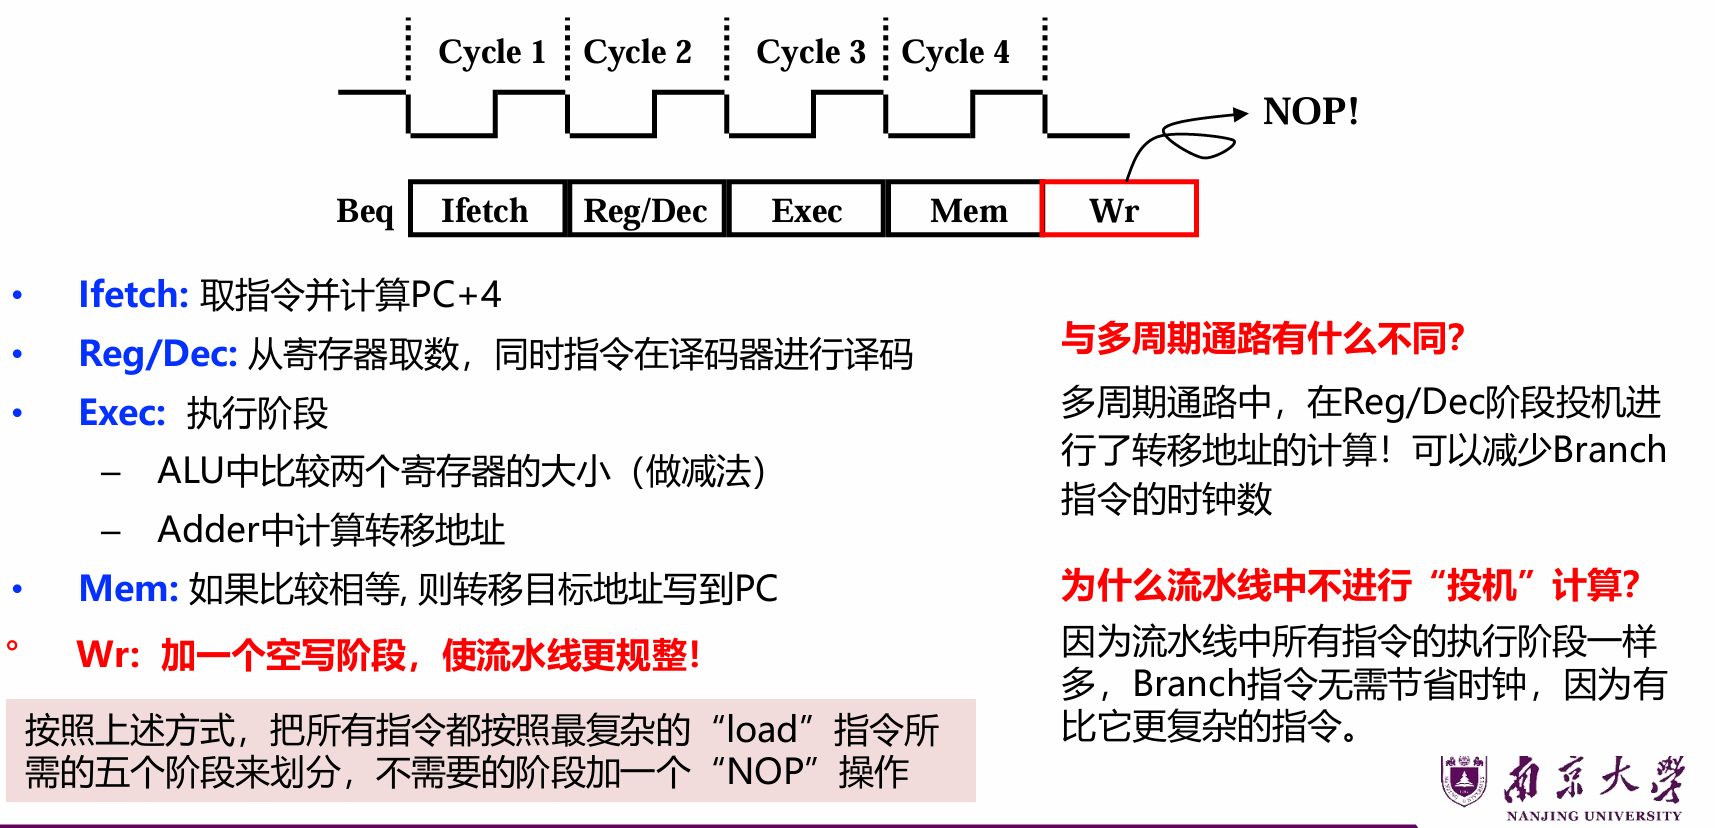 Cycle 1 Cycle 2 Cycle 3 Cycle 4
NOP!
Beq Ifetch Reg/Dec Exec Mem Wr
• Ifetch: 取指令并计算PC+4
• Reg/Dec: 从寄存器取数，同时指令在译码器进行译码
• Exec: 执行阶段
– ALU中比较两个寄存器的大小（做减法）
– Adder中计算转移地址
• Mem: 如果比较相等, 则转移目标地址写到PC
° Wr: 加一个空写阶段，使流水线更规整！
按照上述方式，把所有指令都按照最复杂的“load”指令所
需的五个阶段来划分，不需要的阶段加一个“NOP”操作
与多周期通路有什么不同？
多周期通路中，在Reg/Dec阶段投机进
行了转移地址的计算！可以减少Branch
指令的时钟数
为什么流水线中不进行“投机”计算？
因为流水线中所有指令的执行阶段一样
多，Branch指令无需节省时钟，因为有
比它更复杂的指令。
南京大学
NANJING UNIVERSITY